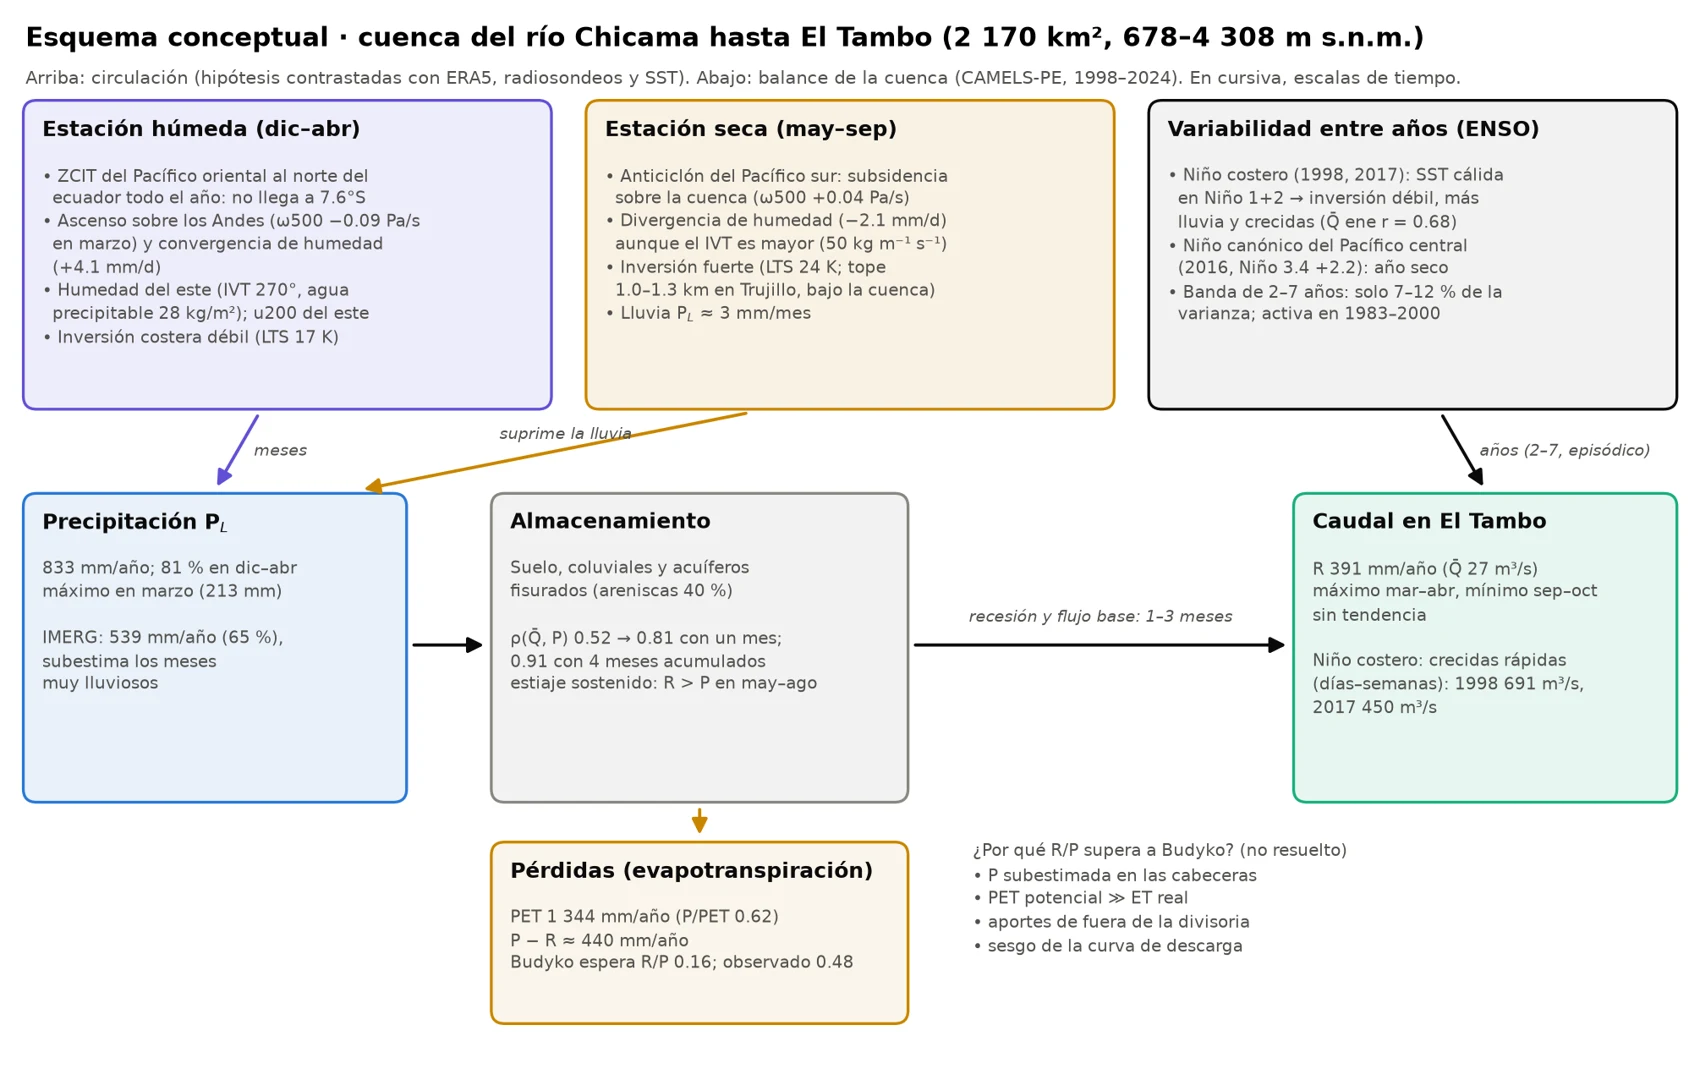 Esquema conceptual · cuenca del río Chicama hasta El Tambo (2 170 km², 678–4 308 m s.n.m.)
Arriba: circulación (hipótesis contrastadas con ERA5, radiosondeos y SST). Abajo: balance de la cuenca (CAMELS-PE, 1998–2024). En cursiva, escalas de tiempo.
Estación húmeda (dic–abr)
• ZCIT del Pacífico oriental al norte del
ecuador todo el año: no llega a 7.6°S
• Ascenso sobre los Andes (ω500 −0.09 Pa/s
en marzo) y convergencia de humedad
(+4.1 mm/d)
• Humedad del este (IVT 270°, agua
precipitable 28 kg/m²); u200 del este
• Inversión costera débil (LTS 17 K)
Estación seca (may–sep)
• Anticiclón del Pacífico sur: subsidencia
sobre la cuenca (ω500 +0.04 Pa/s)
• Divergencia de humedad (−2.1 mm/d)
aunque el IVT es mayor (50 kg m⁻¹ s⁻¹)
• Inversión fuerte (LTS 24 K; tope
1.0–1.3 km en Trujillo, bajo la cuenca)
• Lluvia P_L ≈ 3 mm/mes
Variabilidad entre años (ENSO)
• Niño costero (1998, 2017): SST cálida
en Niño 1+2 → inversión débil, más
lluvia y crecidas (Q̄ ene r = 0.68)
• Niño canónico del Pacífico central
(2016, Niño 3.4 +2.2): año seco
• Banda de 2–7 años: solo 7–12 % de la
varianza; activa en 1983–2000
meses
suprime la lluvia
años (2–7, episódico)
Precipitación P_L
833 mm/año; 81 % en dic–abr
máximo en marzo (213 mm)
IMERG: 539 mm/año (65 %),
subestima los meses
muy lluviosos
Almacenamiento
Suelo, coluviales y acuíferos
fisurados (areniscas 40 %)
ρ(Q̄, P) 0.52 → 0.81 con un mes;
0.91 con 4 meses acumulados
estiaje sostenido: R > P en may–ago
recesión y flujo base: 1–3 meses
Caudal en El Tambo
R 391 mm/año (Q̄ 27 m³/s)
máximo mar–abr, mínimo sep–oct
sin tendencia
Niño costero: crecidas rápidas
(días–semanas): 1998 691 m³/s,
2017 450 m³/s
Pérdidas (evapotranspiración)
PET 1 344 mm/año (P/PET 0.62)
P − R ≈ 440 mm/año
Budyko espera R/P 0.16; observado 0.48
¿Por qué R/P supera a Budyko? (no resuelto)
• P subestimada en las cabeceras
• PET potencial ≫ ET real
• aportes de fuera de la divisoria
• sesgo de la curva de descarga